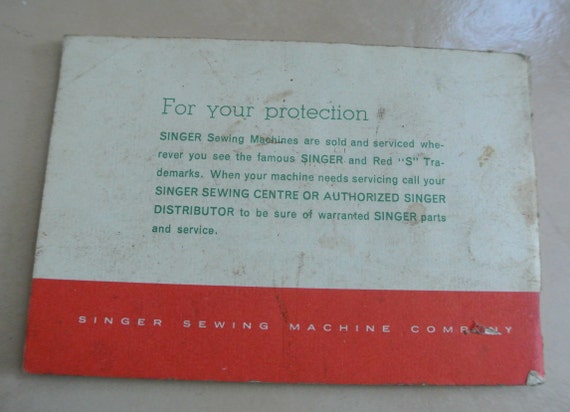 For your protection
SINGER Sewing Machines are sold and serviced whe-
rever you see the famous SINGER and Red "S" Tra-
demarks. When your machine needs servicing call your
SINGER SEWING CENTRE OR AUTHORIZED SINGER
DISTRIBUTOR to be sure of warranted SINGER parts
and service.
SINGER SEWING MACHINE COMPANY